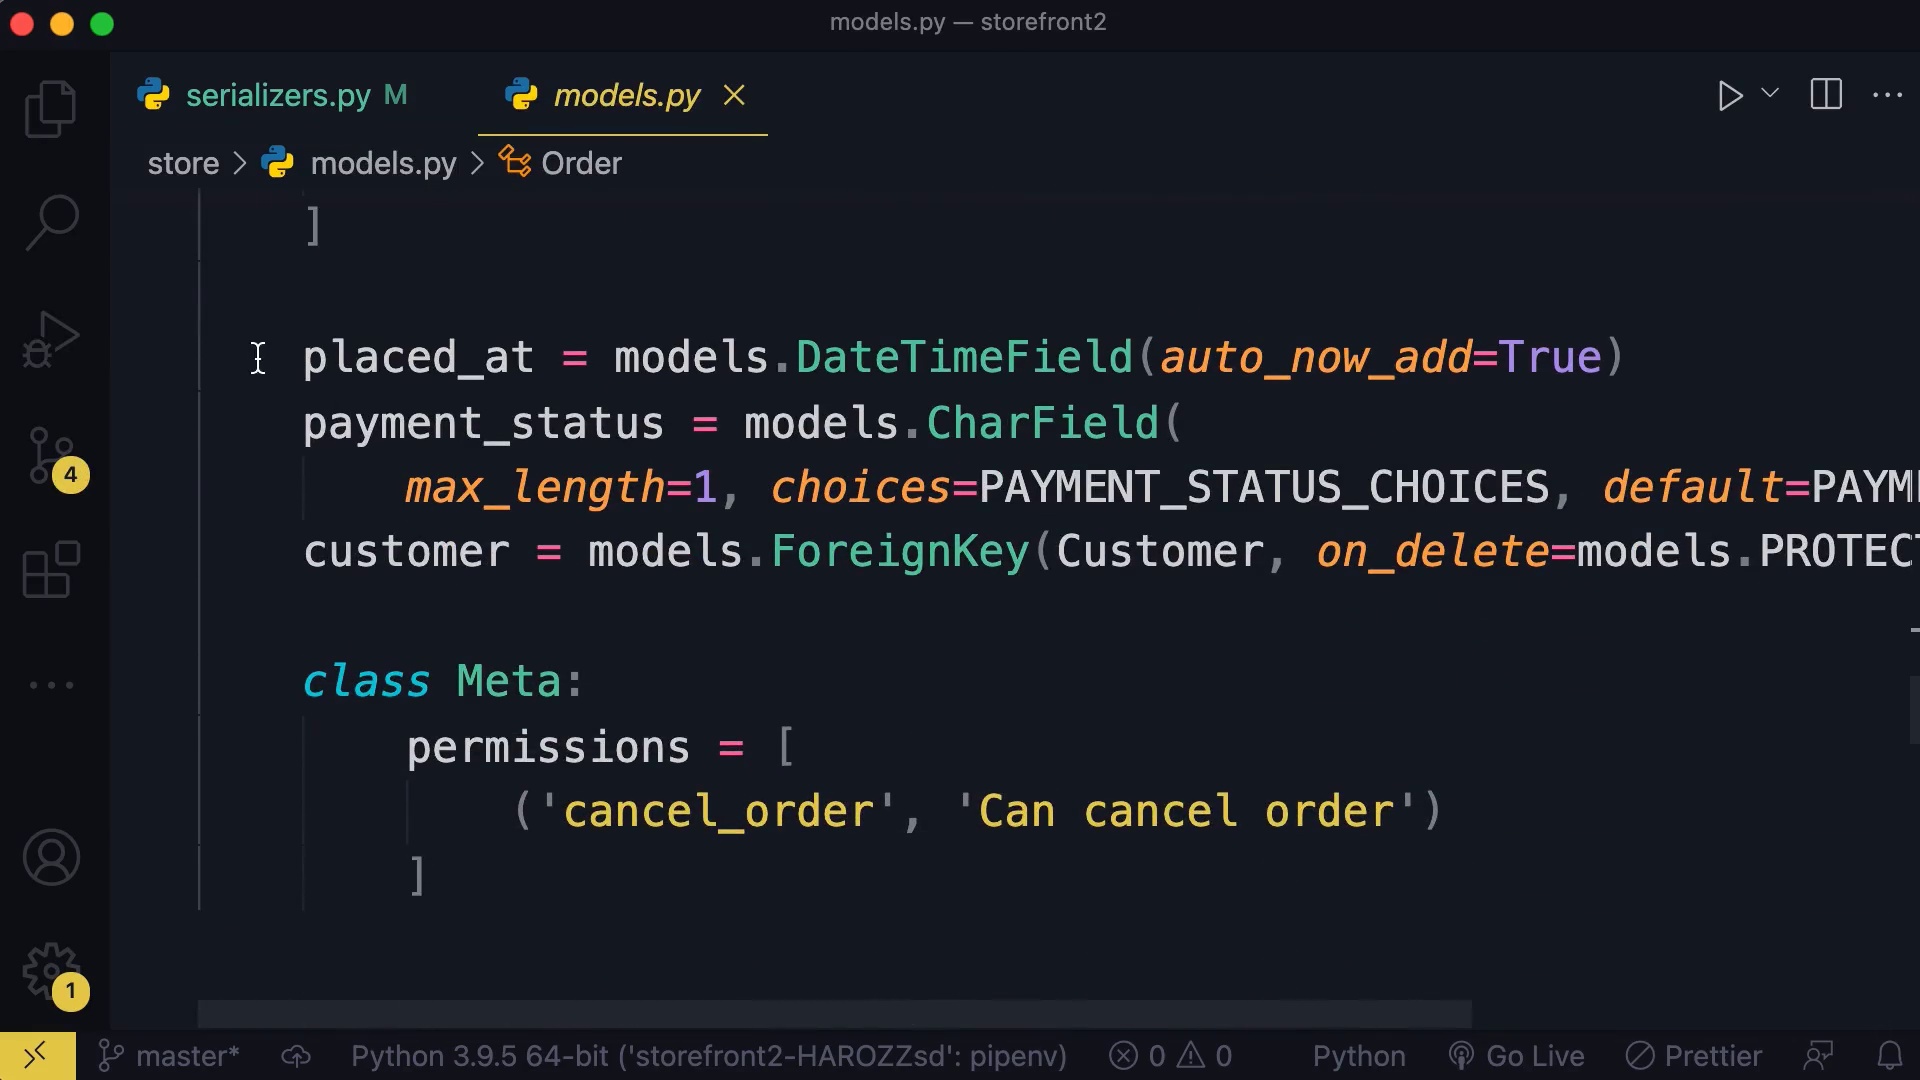 models.py — storefront2
serializers.py M
models.py
store > models.py > Order
]
placed_at = models.DateTimeField(auto_now_add=True)
payment_status = models.CharField(
max_length=1, choices=PAYMENT_STATUS_CHOICES, default=PAYM
customer = models.ForeignKey(Customer, on_delete=models.PROTECT
class Meta:
permissions = [
('cancel_order', 'Can cancel order')
]
4
1
master* Python 3.9.5 64-bit ('storefront2-HAROZZsd': pipenv) 0 0 Python Go Live Prettier